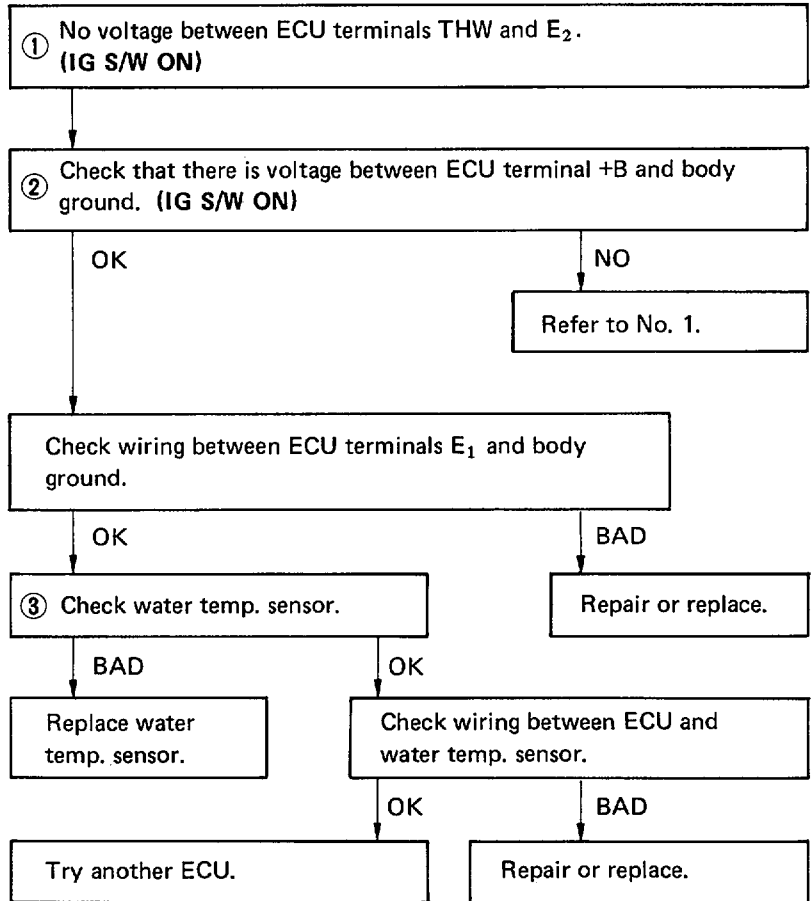 ① No voltage between ECU terminals THW and E₂.
(IG S/W ON)
② Check that there is voltage between ECU terminal +B and body
ground. (IG S/W ON)
OK
NO
Refer to No. 1.
Check wiring between ECU terminals E₁ and body
ground.
OK
BAD
③ Check water temp. sensor.
Repair or replace.
BAD
OK
Replace water
temp. sensor.
Check wiring between ECU and
water temp. sensor.
OK
BAD
Try another ECU.
Repair or replace.